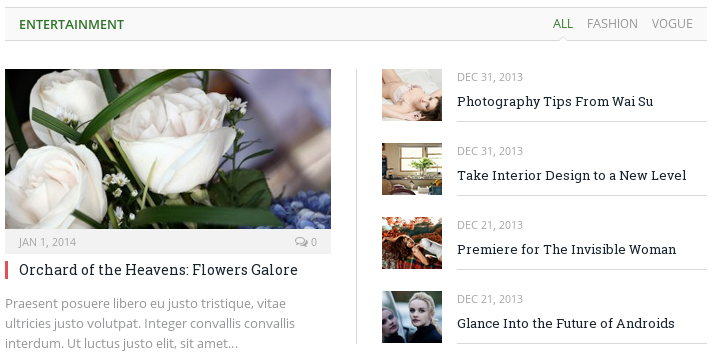 ENTERTAINMENT
ALL FASHION VOGUE
JAN 1, 2014 0
Orchard of the Heavens: Flowers Galore
Praesent posuere libero eu justo tristique, vitae
ultricies justo volutpat. Integer convallis convallis
interdum. Ut luctus justo elit, sit amet...
DEC 31, 2013
Photography Tips From Wai Su
DEC 31, 2013
Take Interior Design to a New Level
DEC 21, 2013
Premiere for The Invisible Woman
DEC 21, 2013
Glance Into the Future of Androids